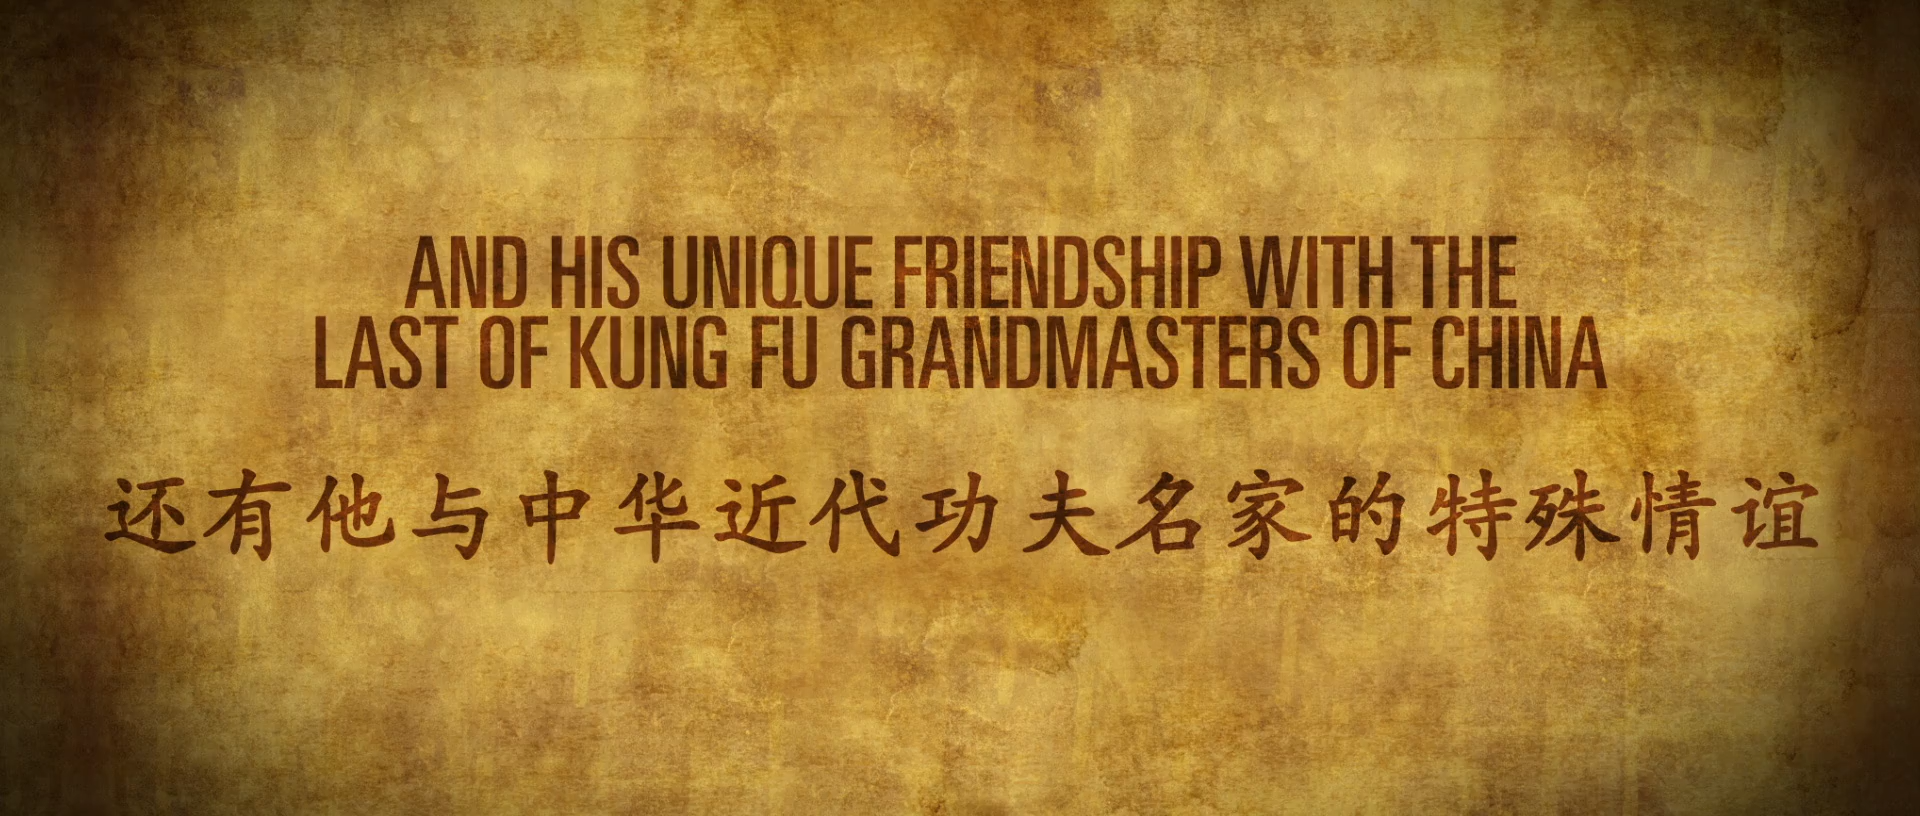 AND HIS UNIQUE FRIENDSHIP WITH THE
LAST OF KUNG FU GRANDMASTERS OF CHINA
还有他与中华近代功夫名家的特殊情谊